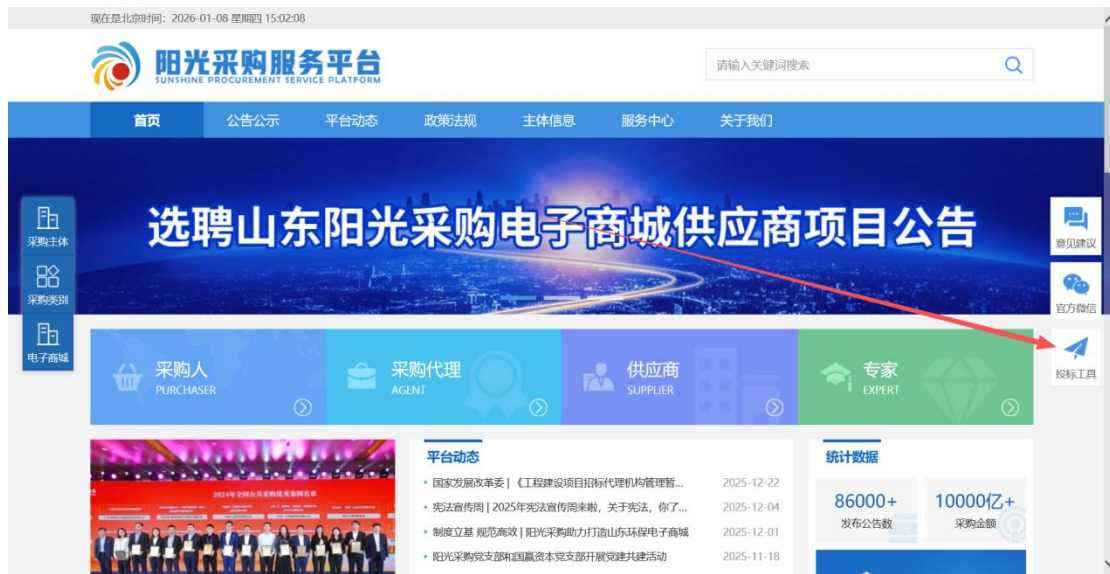 现在是北京时间：2026-01-08 星期四 15:02:08
阳光采购服务平台
SUNSHINE PROCUREMENT SERVICE PLATFORM
请输入关键词搜索
首页 公告公示 平台动态 政策法规 主体信息 服务中心 关于我们
选聘山东阳光采购电子商城供应商项目公告
采购主体
采购类别
电子商城
意见建议
官方微信
投标工具
采购人
PURCHASER
采购代理
AGENT
供应商
SUPPLIER
专家
EXPERT
2024年全国公共采购优秀案例名单
平台动态
国家发展改革委 | 《工程建设项目招标代理机构管理暂... 2025-12-22
宪法宣传周 | 2025年宪法宣传周来啦，关于宪法，你了... 2025-12-04
制度立基 规范高效 | 阳光采购助力打造山东环保电子商城 2025-12-01
阳光采购党支部和国赢资本党支部开展党建共建活动 2025-11-18
统计数据
86000+
发布公告数
10000亿+
采购金额